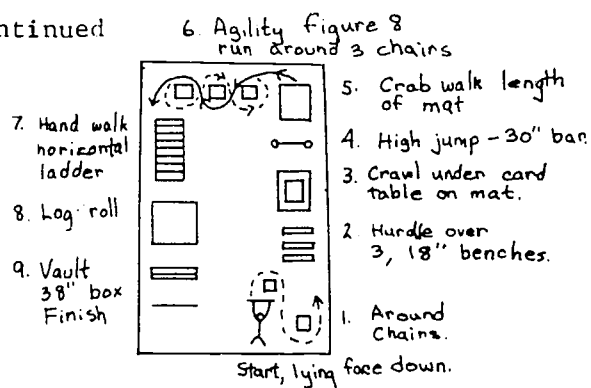 ntinued
6. Agility figure 8
run around 3 chairs
5. Crab walk length
of mat
4. High jump - 30" bar.
3. Crawl under card
table on mat.
2 Hurdle over
3, 18" benches.
1. Around
Chairs.
Start, lying face down.
7. Hand walk
horizontal
ladder
8. Log roll
9. Vault
38" box
Finish